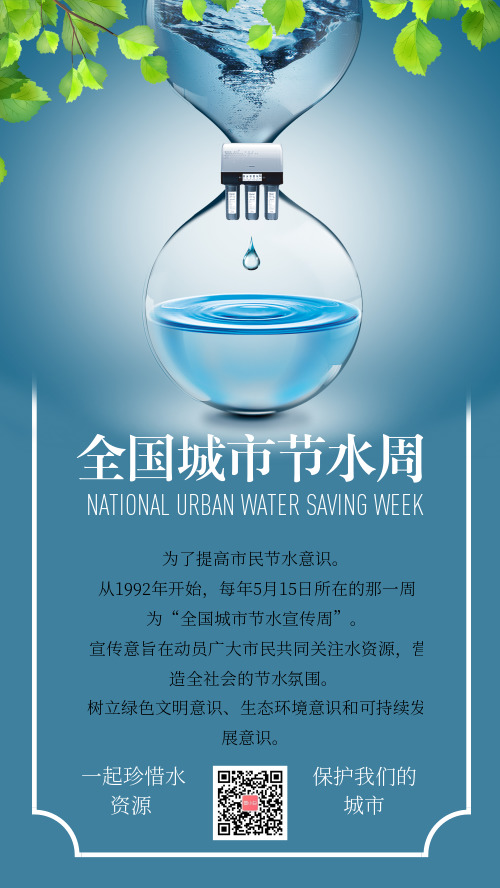 全国城市节水周
NATIONAL URBAN WATER SAVING WEEK
为了提高市民节水意识。
从1992年开始，每年5月15日所在的那一周
为“全国城市节水宣传周”。
宣传意旨在动员广大市民共同关注水资源，营
造全社会的节水氛围。
树立绿色文明意识、生态环境意识和可持续发
展意识。
一起珍惜水
资源
保护我们的
城市